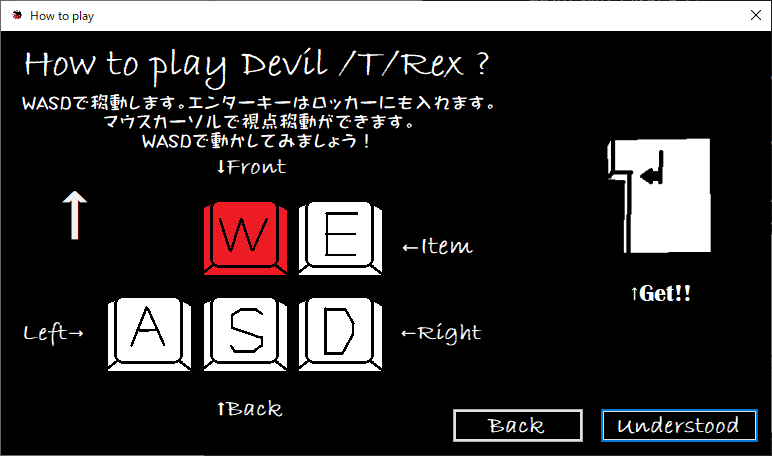 How to play
How to play Devil /T/Rex ?
WASDで移動します。エンターキーはロッカーにも入れます。
マウスカーソルで視点移動ができます。
WASDで動かしてみましょう！
↓Front
↑
W E
←Item
↑Get!!
Left→
A S D
←Right
↑Back
Back
Understood